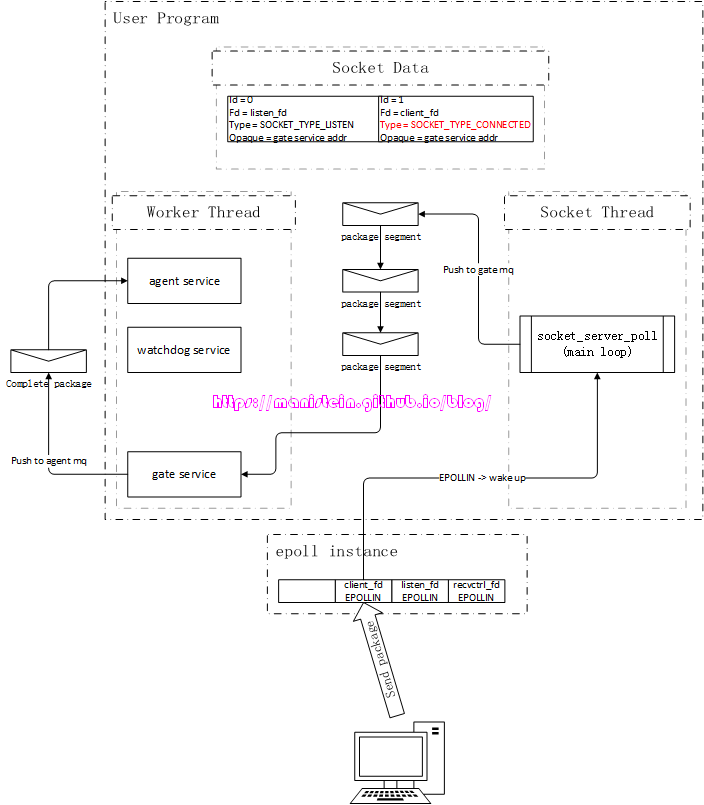 User Program
Socket Data
Id = 0
Fd = listen_fd
Type = SOCKET_TYPE_LISTEN
Opaque = gate service addr
Id = 1
Fd = client_fd
Type = SOCKET_TYPE_CONNECTED
Opaque = gate service addr
Worker Thread
Socket Thread
package segment
agent service
Push to gate mq
package segment
watchdog service
socket_server_poll
(main loop)
package segment
Complete package
https://manistein.github.io/blog/
Push to agent mq
gate service
EPOLLIN -> wake up
epoll instance
client_fd
EPOLLIN
listen_fd
EPOLLIN
recvctrl_fd
EPOLLIN
Send package